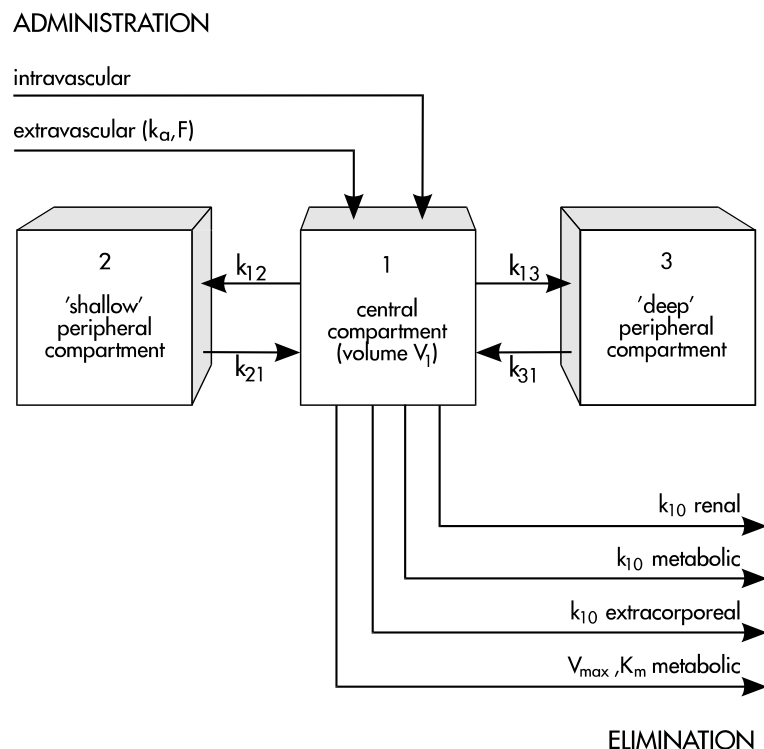 ADMINISTRATION
intravascular
extravascular (kₐ,F)
2
'shallow'
peripheral
compartment
k₁₂
k₂₁
1
central
compartment
(volume V₁)
k₁₃
k₃₁
3
'deep'
peripheral
compartment
k₁₀ renal
k₁₀ metabolic
k₁₀ extracorporeal
Vₘₐₓ ,Kₘ metabolic
ELIMINATION